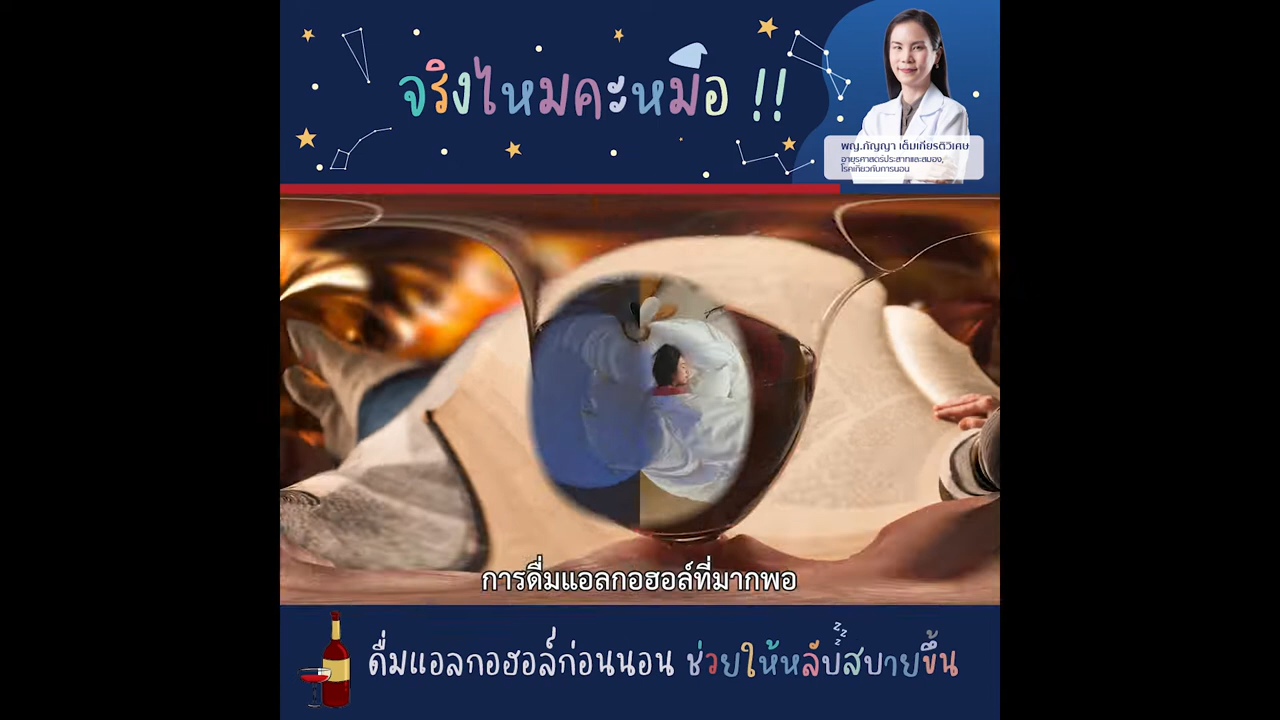 จริงไหมคะหมอ !!
พญ.กัญญา เต็มเกียรติวิเศษ
อายุรศาสตร์ประสาทและสมอง,
โรคเกี่ยวกับการนอน
การดื่มแอลกอฮอล์ที่มากพอ
zzz
zz
ดื่มแอลกอฮอล์ก่อนนอน ช่วยให้หลับสบายขึ้น